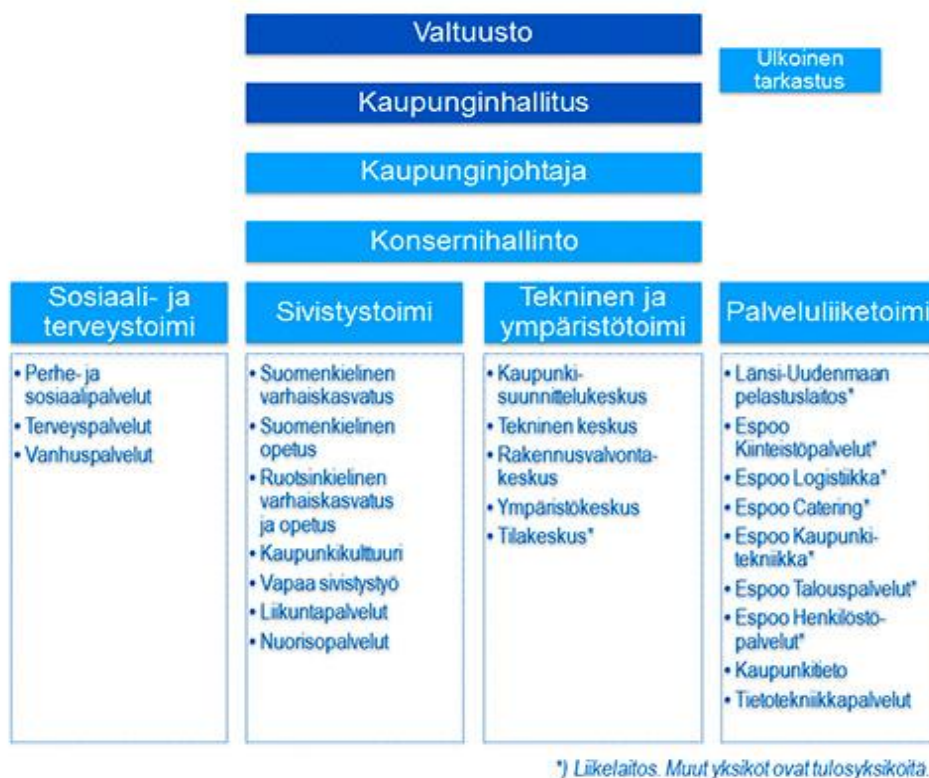 Valtuusto
Ulkoinen
tarkastus
Kaupunginhallitus
Kaupunginjohtaja
Konsernihallinto
Sosiaali- ja
terveystoimi
• Perhe- ja
sosiaalipalvelut
• Terveyspalvelut
• Vanhuspalvelut
Sivistystoimi
• Suomenkielinen
varhaiskasvatus
• Suomenkielinen
opetus
• Ruotsinkielinen
varhaiskasvatus
ja opetus
• Kaupunkikulttuuri
• Vapaa sivistystyö
• Liikuntapalvelut
• Nuorisopalvelut
Tekninen ja
ympäristötoimi
• Kaupunki-
suunnittelukeskus
• Tekninen keskus
• Rakennusvalvonta-
keskus
• Ympäristökeskus
• Tilakeskus*
Palveluliiketoimi
• Länsi-Uudenmaan
pelastuslaitos*
• Espoo
Kiinteistöpalvelut*
• Espoo Logistiikka*
• Espoo Catering*
• Espoo Kaupunki-
tekniikka*
• Espoo Talouspalvelut*
• Espoo Henkilöstö-
palvelut*
• Kaupunkitieto
• Tietotekniikkapalvelut
*) Liikelaitos. Muut yksiköt ovat tulosyksiköitä.